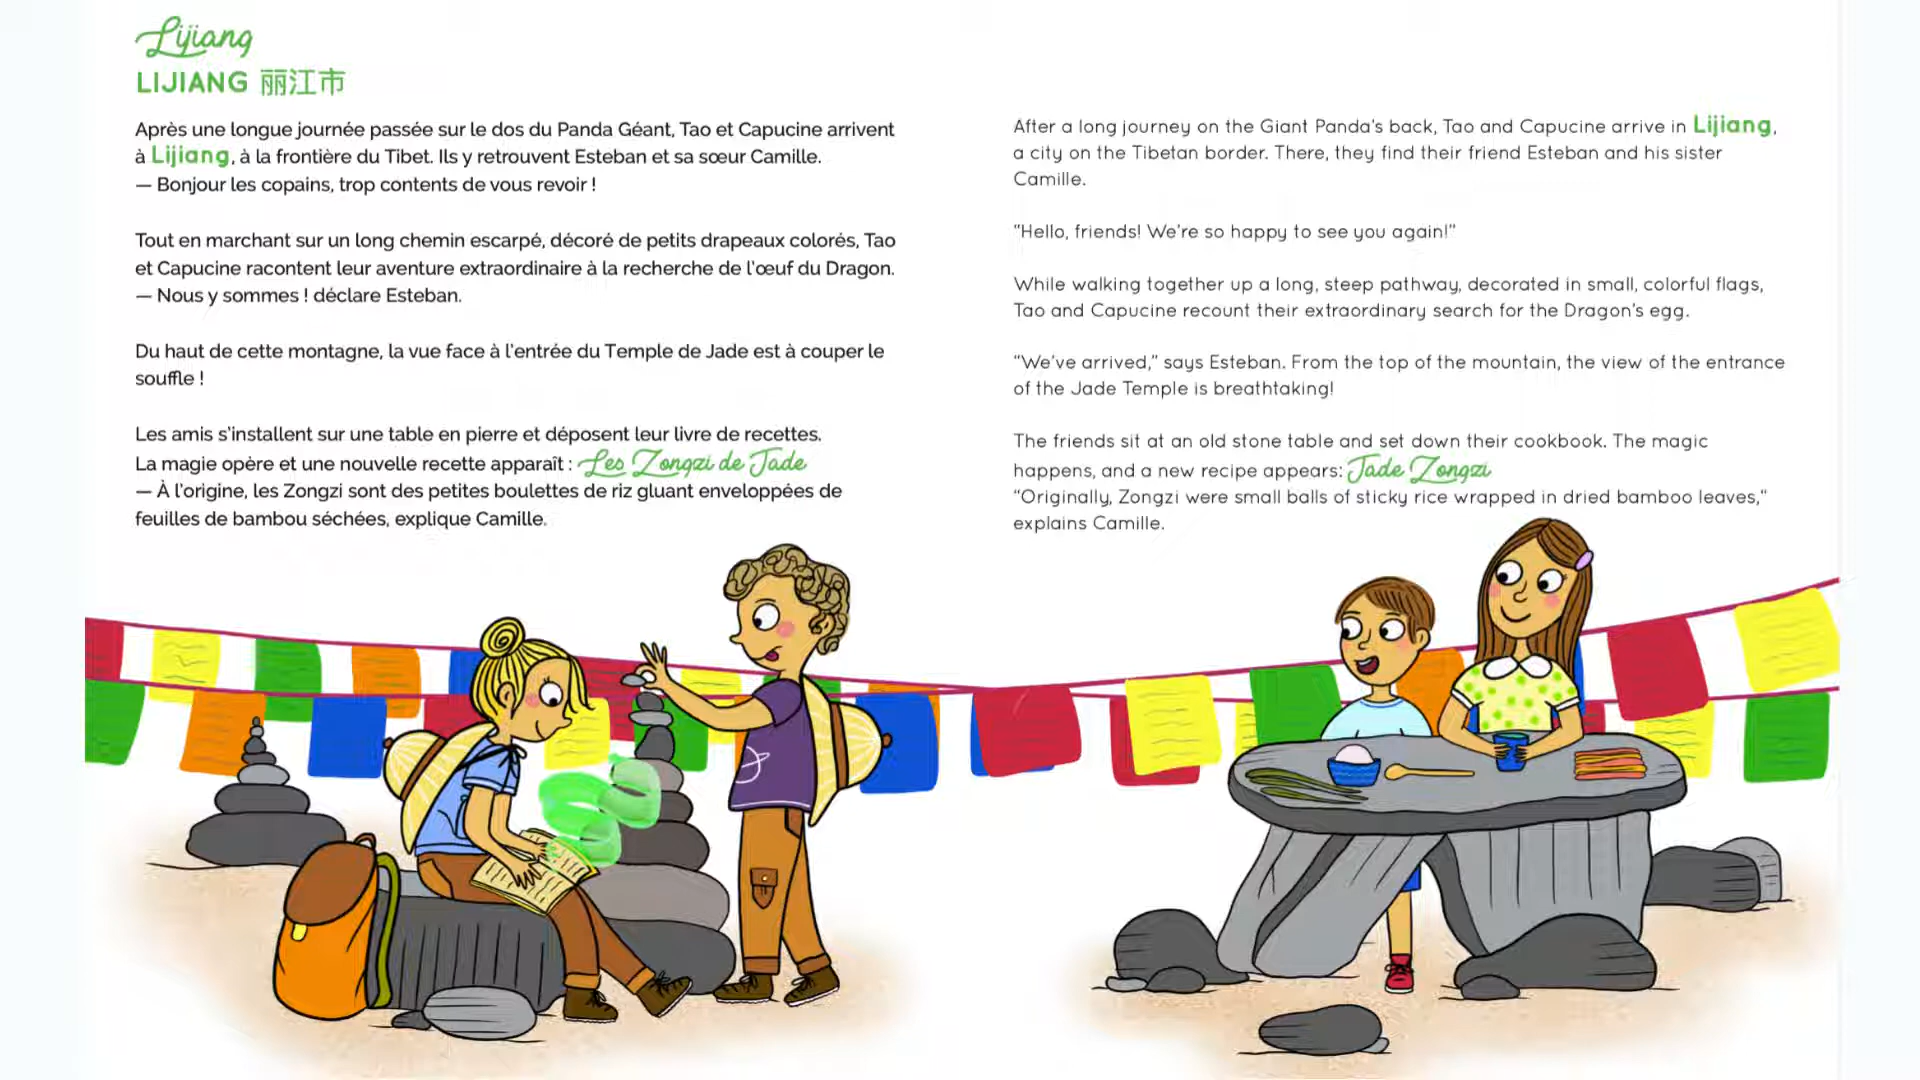 Lijiang
LIJIANG 丽江市
Après une longue journée passée sur le dos du Panda Géant, Tao et Capucine arrivent
à Lijiang, à la frontière du Tibet. Ils y retrouvent Esteban et sa sœur Camille.
— Bonjour les copains, trop contents de vous revoir !
Tout en marchant sur un long chemin escarpé, décoré de petits drapeaux colorés, Tao
et Capucine racontent leur aventure extraordinaire à la recherche de l'œuf du Dragon.
— Nous y sommes ! déclare Esteban.
Du haut de cette montagne, la vue face à l'entrée du Temple de Jade est à couper le
souffle !
Les amis s'installent sur une table en pierre et déposent leur livre de recettes.
La magie opère et une nouvelle recette apparaît : Les Zongzi de Jade
— À l'origine, les Zongzi sont des petites boulettes de riz gluant enveloppées de
feuilles de bambou séchées, explique Camille.
After a long journey on the Giant Panda's back, Tao and Capucine arrive in Lijiang,
a city on the Tibetan border. There, they find their friend Esteban and his sister
Camille.
"Hello, friends! We're so happy to see you again!"
While walking together up a long, steep pathway, decorated in small, colorful flags,
Tao and Capucine recount their extraordinary search for the Dragon's egg.
"We've arrived," says Esteban. From the top of the mountain, the view of the entrance
of the Jade Temple is breathtaking!
The friends sit at an old stone table and set down their cookbook. The magic
happens, and a new recipe appears: Jade Zongzi
"Originally, Zongzi were small balls of sticky rice wrapped in dried bamboo leaves,"
explains Camille.